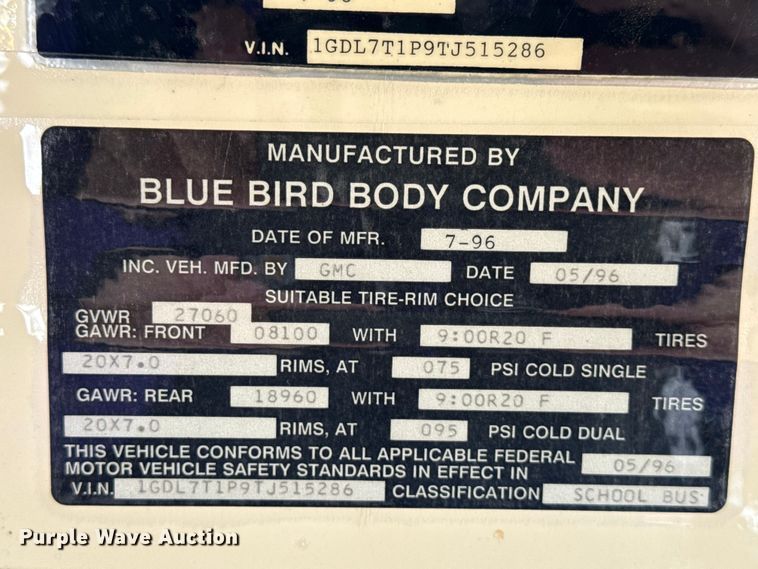 V.I.N. 1GDL7T1P9TJ515286
MANUFACTURED BY
BLUE BIRD BODY COMPANY
DATE OF MFR. 7-96
INC. VEH. MFD. BY GMC DATE 05/96
SUITABLE TIRE-RIM CHOICE
GVWR 27060
GAWR: FRONT 08100 WITH 9:00R20 F TIRES
20X7.0 RIMS, AT 075 PSI COLD SINGLE
GAWR: REAR 18960 WITH 9:00R20 F TIRES
20X7.0 RIMS, AT 095 PSI COLD DUAL
THIS VEHICLE CONFORMS TO ALL APPLICABLE FEDERAL
MOTOR VEHICLE SAFETY STANDARDS IN EFFECT IN 05/96
V.I.N. 1GDL7T1P9TJ515286 CLASSIFICATION SCHOOL BUS
Purple Wave Auction